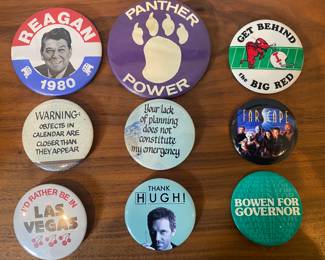 REAGAN
1980
PANTHER
POWER
GET BEHIND
the BIG RED
WARNING:
OBJECTS IN
CALENDAR ARE
CLOSER THAN
THEY APPEAR
Your lack
of planning
does not
constitute
my emergency
FARSCAPE
I'D RATHER BE IN
LAS
VEGAS
THANK
HUGH!
BOWEN FOR
GOVERNOR